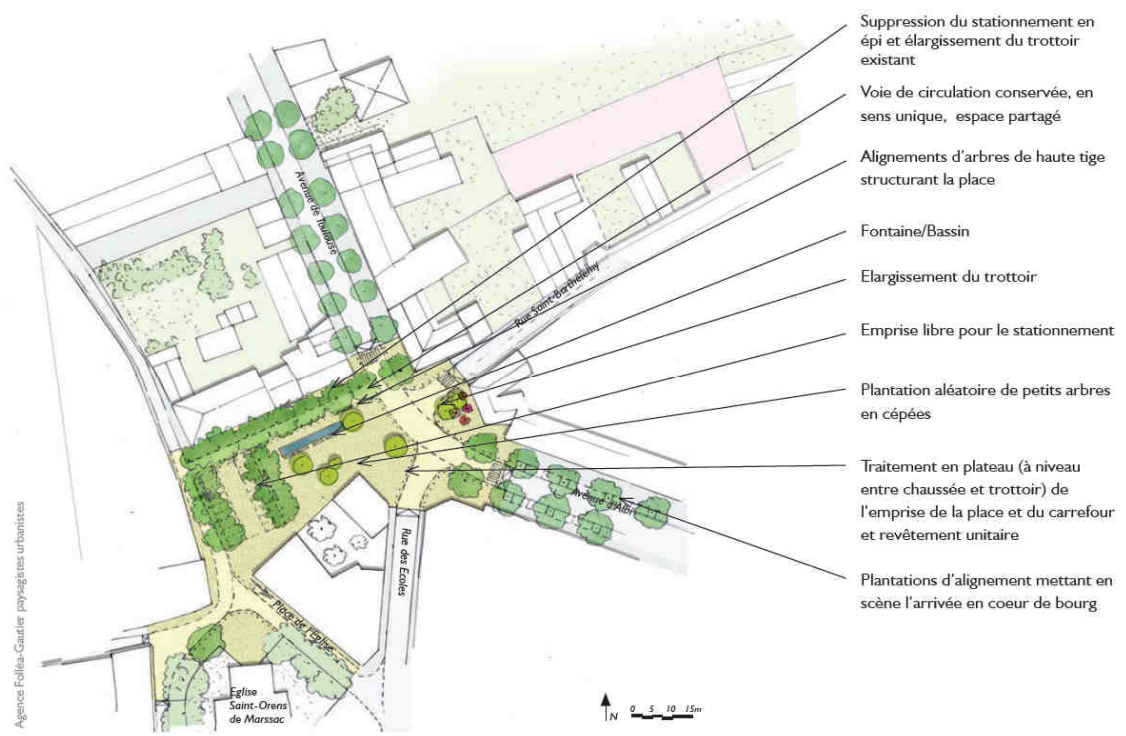 Suppression du stationnement en
épi et élargissement du trottoir
existant
Voie de circulation conservée, en
sens unique, espace partagé
Alignements d'arbres de haute tige
structurant la place
Fontaine/Bassin
Elargissement du trottoir
Emprise libre pour le stationnement
Plantation aléatoire de petits arbres
en cépées
Traitement en plateau (à niveau
entre chaussée et trottoir) de
l'emprise de la place et du carrefour
et revêtement unitaire
Plantations d'alignement mettant en
scène l'arrivée en coeur de bourg
Avenue de Toulouse
Rue Saint-Barthélémy
Avenue d'Albi
Rue des Ecoles
Place de l'Eglise
Eglise
Saint-Orens
de Marssac
N
0 5 10 15m
Agence Folléa-Gautier paysagistes urbanistes